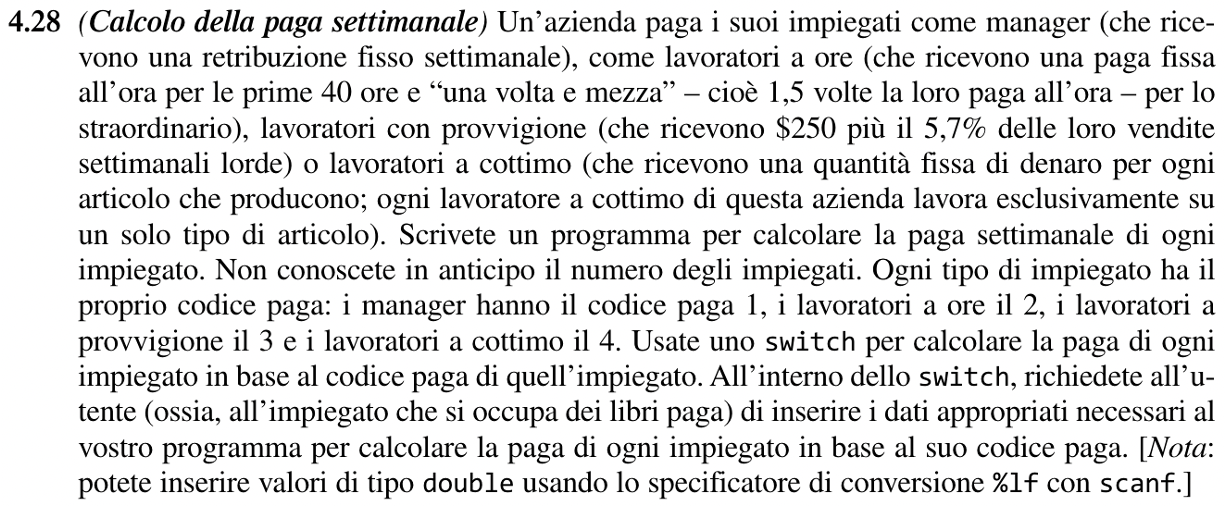 4.28 (Calcolo della paga settimanale) Un’azienda paga i suoi impiegati come manager (che rice-
vono una retribuzione fisso settimanale), come lavoratori a ore (che ricevono una paga fissa
all’ora per le prime 40 ore e “una volta e mezza” – cioè 1,5 volte la loro paga all’ora – per lo
straordinario), lavoratori con provvigione (che ricevono $250 più il 5,7% delle loro vendite
settimanali lorde) o lavoratori a cottimo (che ricevono una quantità fissa di denaro per ogni
articolo che producono; ogni lavoratore a cottimo di questa azienda lavora esclusivamente su
un solo tipo di articolo). Scrivete un programma per calcolare la paga settimanale di ogni
impiegato. Non conoscete in anticipo il numero degli impiegati. Ogni tipo di impiegato ha il
proprio codice paga: i manager hanno il codice paga 1, i lavoratori a ore il 2, i lavoratori a
provvigione il 3 e i lavoratori a cottimo il 4. Usate uno switch per calcolare la paga di ogni
impiegato in base al codice paga di quell’impiegato. All’interno dello switch, richiedete all’u-
tente (ossia, all’impiegato che si occupa dei libri paga) di inserire i dati appropriati necessari al
vostro programma per calcolare la paga di ogni impiegato in base al suo codice paga. [Nota:
potete inserire valori di tipo double usando lo specificatore di conversione %lf con scanf.]